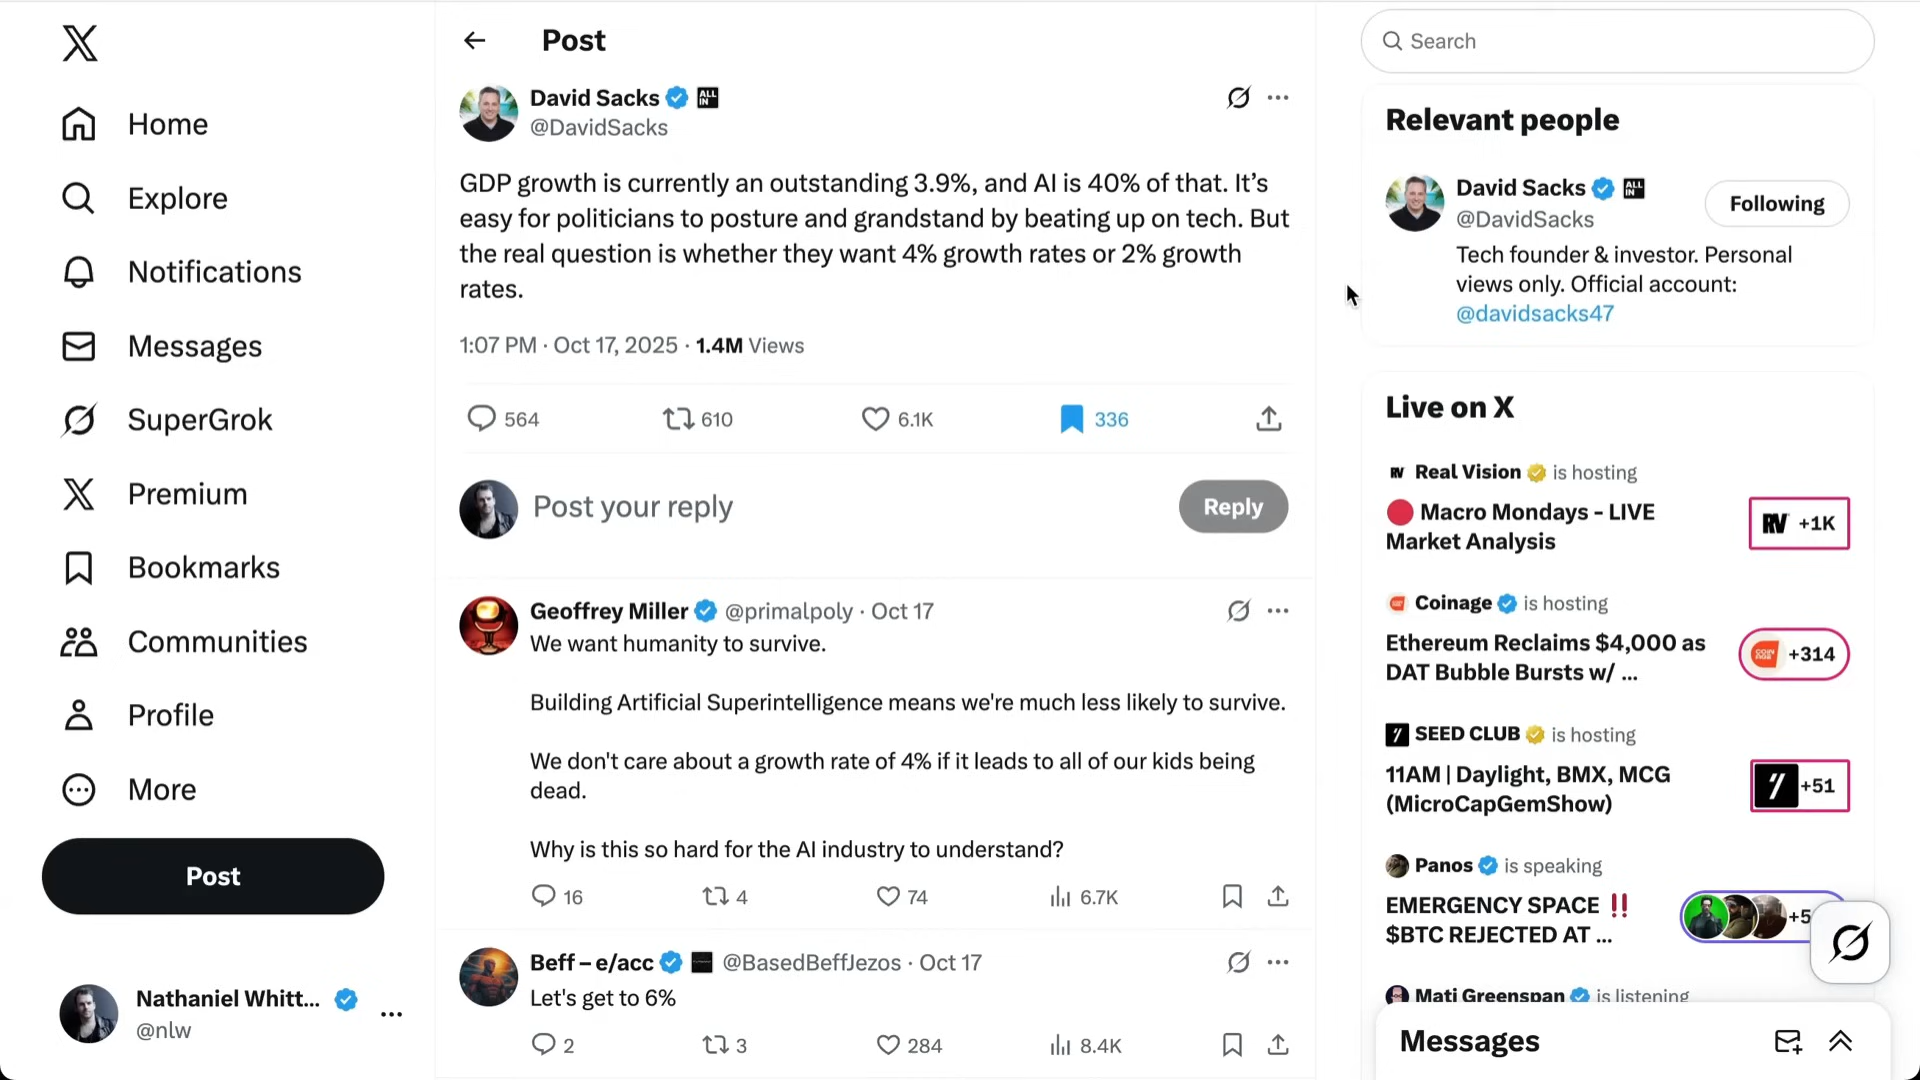 Home
Explore
Notifications
Messages
SuperGrok
Premium
Bookmarks
Communities
Profile
More
Post
Nathaniel Whitt...
@nlw
Post
David Sacks
ALL IN
@DavidSacks
GDP growth is currently an outstanding 3.9%, and AI is 40% of that. It’s
easy for politicians to posture and grandstand by beating up on tech. But
the real question is whether they want 4% growth rates or 2% growth
rates.
1:07 PM · Oct 17, 2025 · 1.4M Views
564 610 6.1K 336
Post your reply
Reply
Geoffrey Miller @primalpoly · Oct 17
We want humanity to survive.
Building Artificial Superintelligence means we're much less likely to survive.
We don't care about a growth rate of 4% if it leads to all of our kids being
dead.
Why is this so hard for the AI industry to understand?
16 4 74 6.7K
Beff – e/acc @BasedBeffJezos · Oct 17
Let's get to 6%
2 3 284 8.4K
Search
Relevant people
David Sacks
ALL IN
@DavidSacks
Following
Tech founder & investor. Personal
views only. Official account:
@davidsacks47
Live on X
RV Real Vision is hosting
Macro Mondays - LIVE
Market Analysis
RV +1K
Coinage is hosting
Ethereum Reclaims $4,000 as
DAT Bubble Bursts w/ ...
COIN AGE +314
SEED CLUB is hosting
11AM | Daylight, BMX, MCG
(MicroCapGemShow)
+51
Panos is speaking
EMERGENCY SPACE ‼️
$BTC REJECTED AT ...
+5
Mati Greenspan is listening
Messages